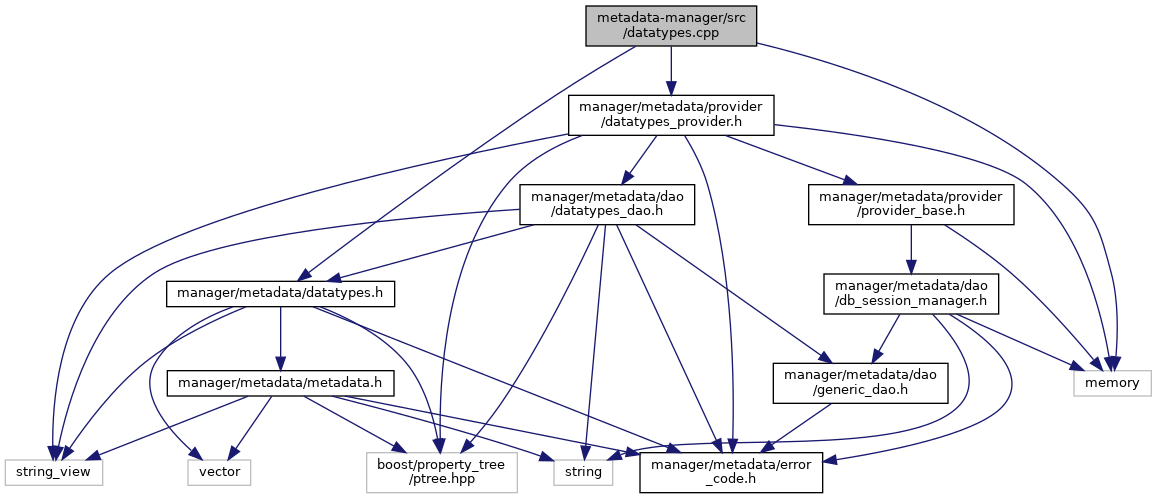 metadata-manager/src
/datatypes.cpp
manager/metadata/provider
/datatypes_provider.h
manager/metadata/dao
/datatypes_dao.h
manager/metadata/provider
/provider_base.h
manager/metadata/datatypes.h
manager/metadata/dao
/db_session_manager.h
manager/metadata/metadata.h
manager/metadata/dao
/generic_dao.h
memory
string_view
vector
boost/property_tree
/ptree.hpp
string
manager/metadata/error
_code.h